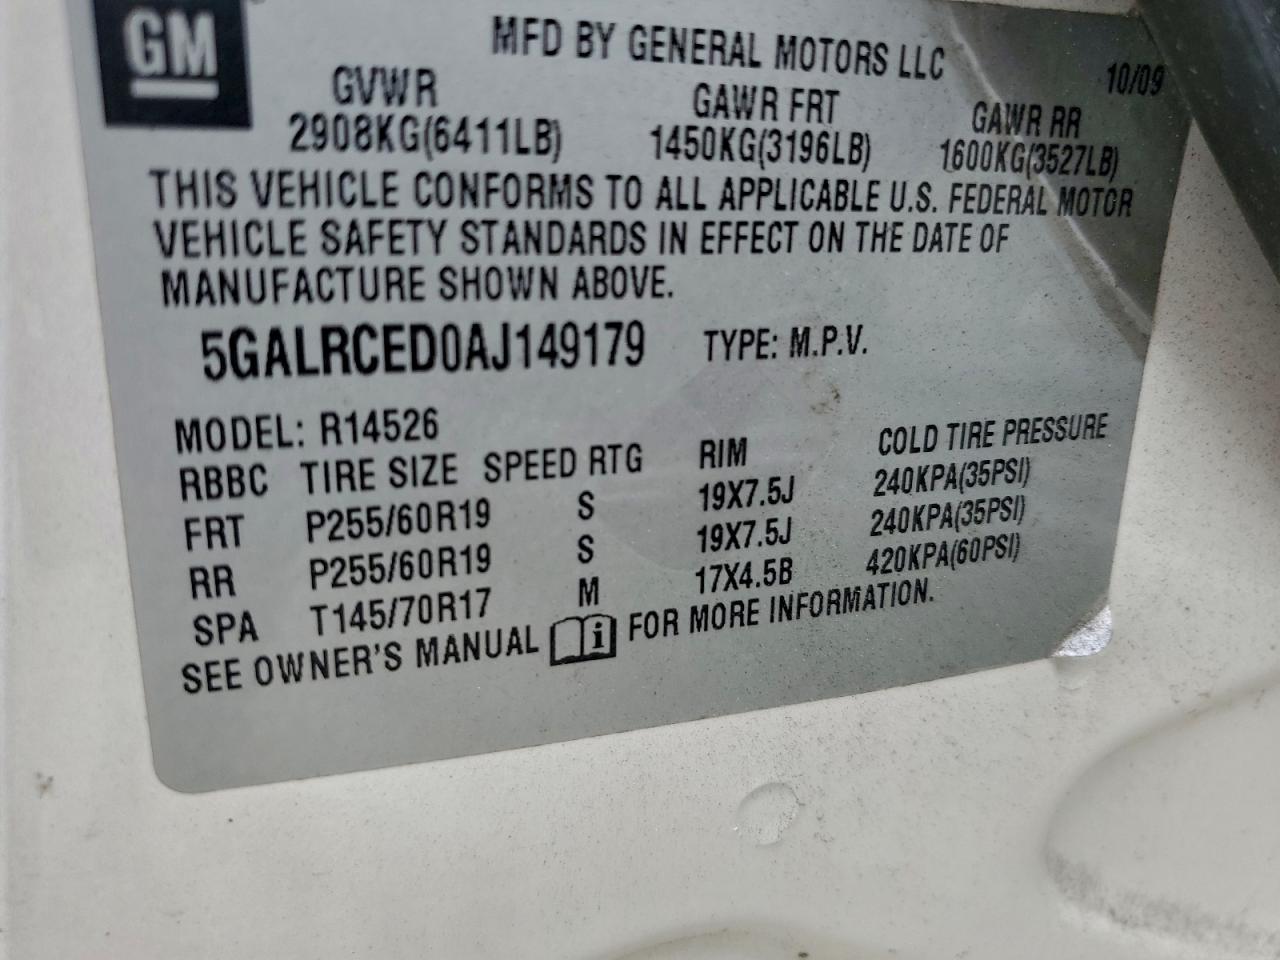 GM
MFD BY GENERAL MOTORS LLC 10/09
GVWR GAWR FRT GAWR RR
2908KG(6411LB) 1450KG(3196LB) 1600KG(3527LB)
THIS VEHICLE CONFORMS TO ALL APPLICABLE U.S. FEDERAL MOTOR
VEHICLE SAFETY STANDARDS IN EFFECT ON THE DATE OF
MANUFACTURE SHOWN ABOVE.
5GALRCED0AJ149179 TYPE: M.P.V.
MODEL: R14526
RBBC TIRE SIZE SPEED RTG RIM COLD TIRE PRESSURE
FRT P255/60R19 S 19X7.5J 240KPA(35PSI)
RR P255/60R19 S 19X7.5J 240KPA(35PSI)
SPA T145/70R17 M 17X4.5B 420KPA(60PSI)
SEE OWNER'S MANUAL i FOR MORE INFORMATION.